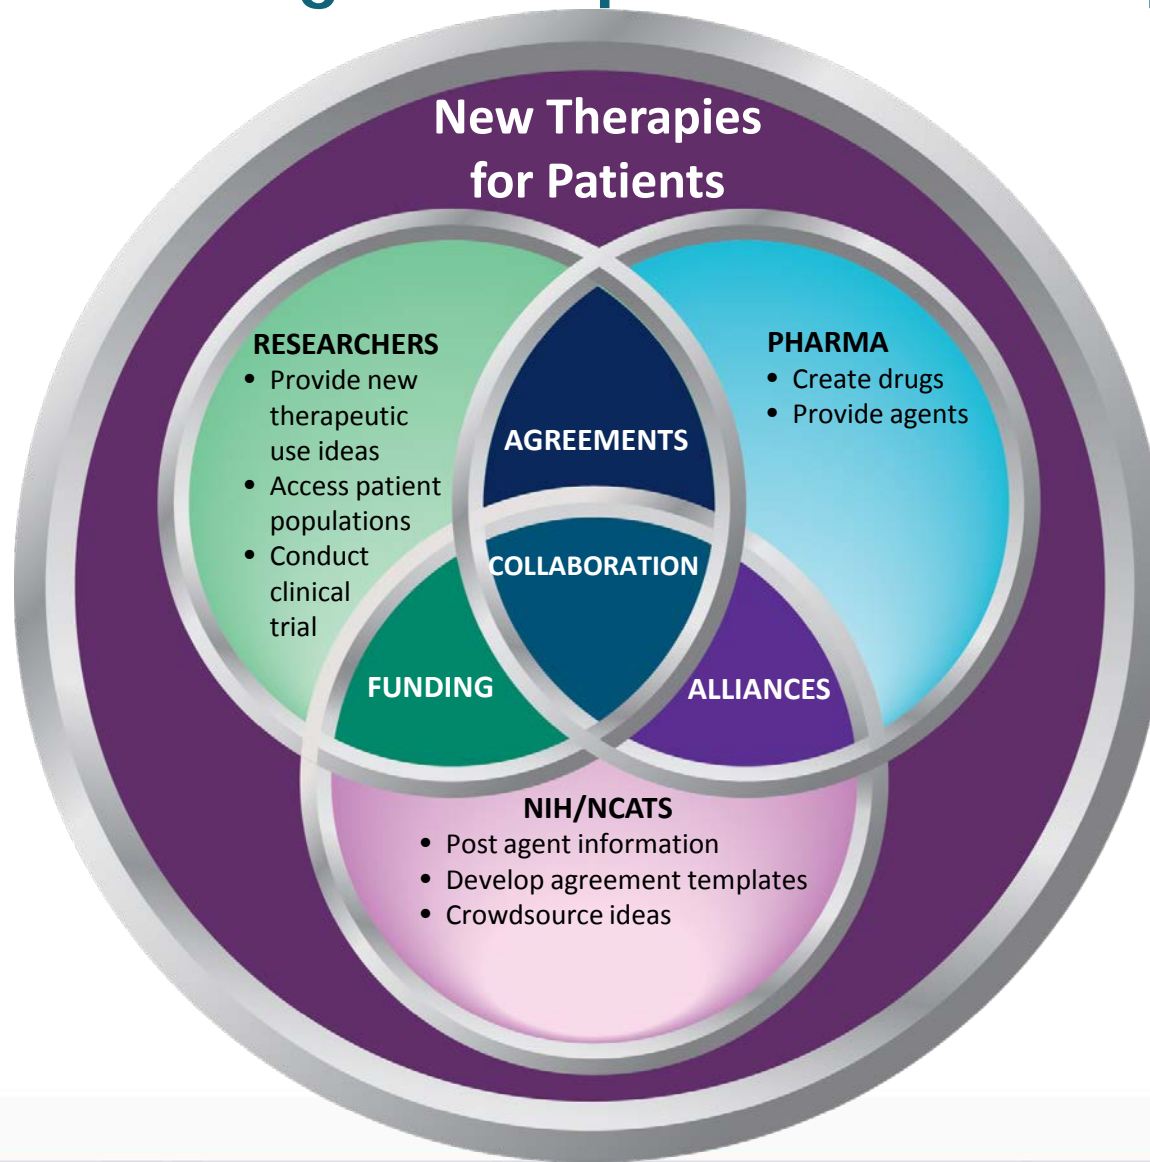 New Therapies
for Patients
RESEARCHERS
• Provide new
therapeutic
use ideas
• Access patient
populations
• Conduct
clinical
trial
PHARMA
• Create drugs
• Provide agents
AGREEMENTS
COLLABORATION
FUNDING
ALLIANCES
NIH/NCATS
• Post agent information
• Develop agreement templates
• Crowdsource ideas